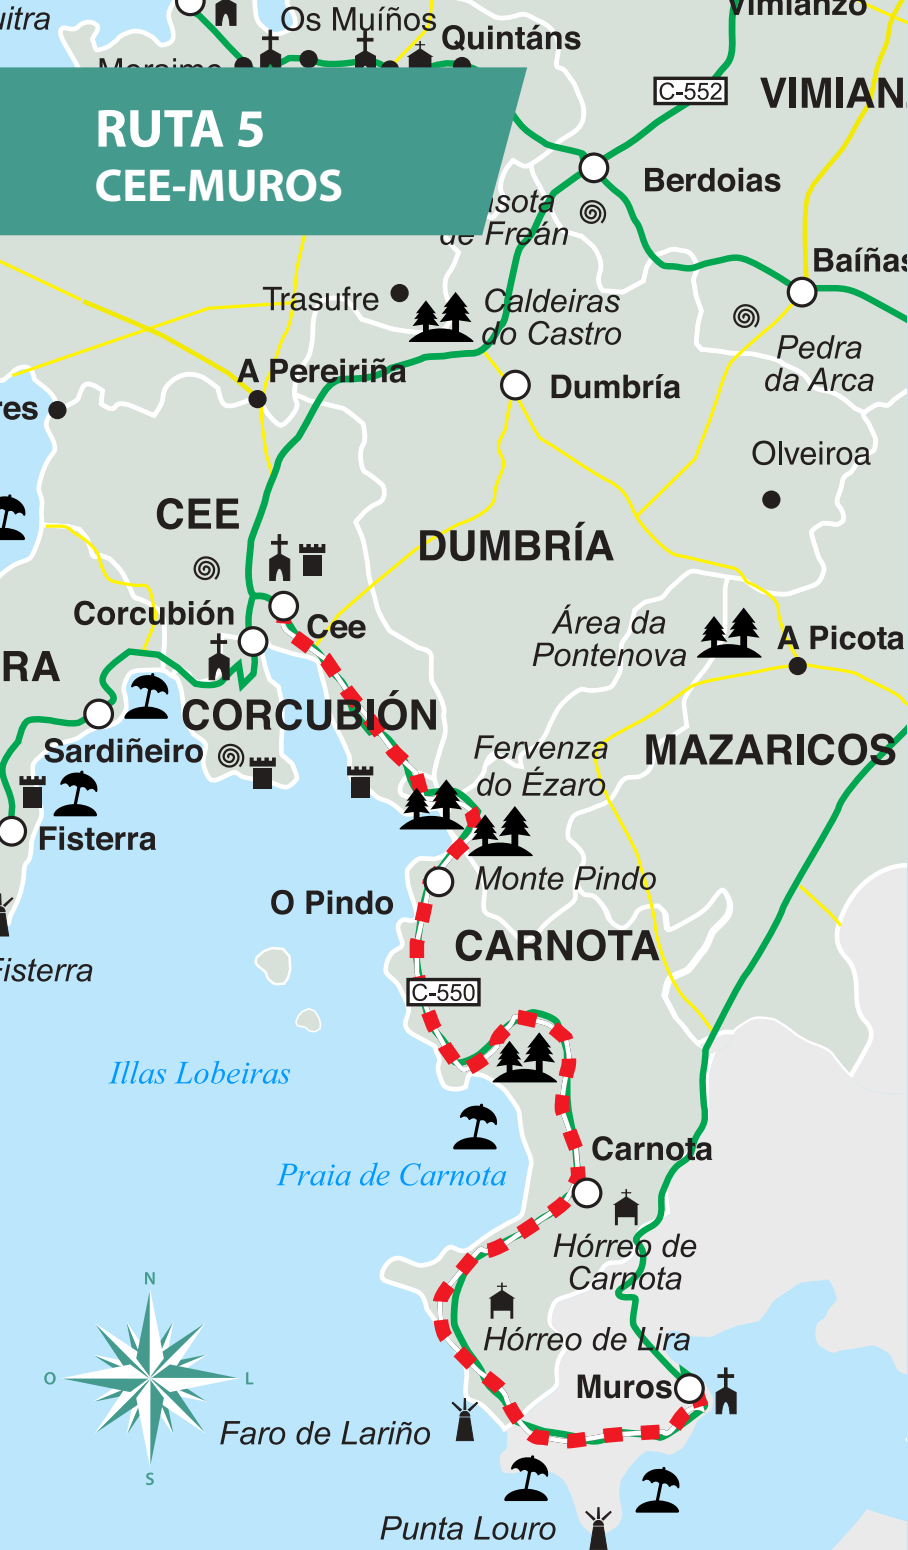 Os Muíños
Quintáns
Vimianzo
C-552
RUTA 5
CEE-MUROS
Berdoias
de Freán
Trasufre
Caldeiras
do Castro
Pedra
da Arca
A Pereiriña
Dumbría
Olveiroa
CEE
DUMBRÍA
Corcubión
Cee
Área da
Pontenova
A Picota
CORCUBIÓN
Sardiñeiro
Fervenza
do Ézaro
MAZARICOS
Fisterra
O Pindo
Monte Pindo
CARNOTA
Fisterra
C-550
Illas Lobeiras
Praia de Carnota
Carnota
Hórreo de
Carnota
N
O
L
S
Hórreo de Lira
Muros
Faro de Lariño
Punta Louro